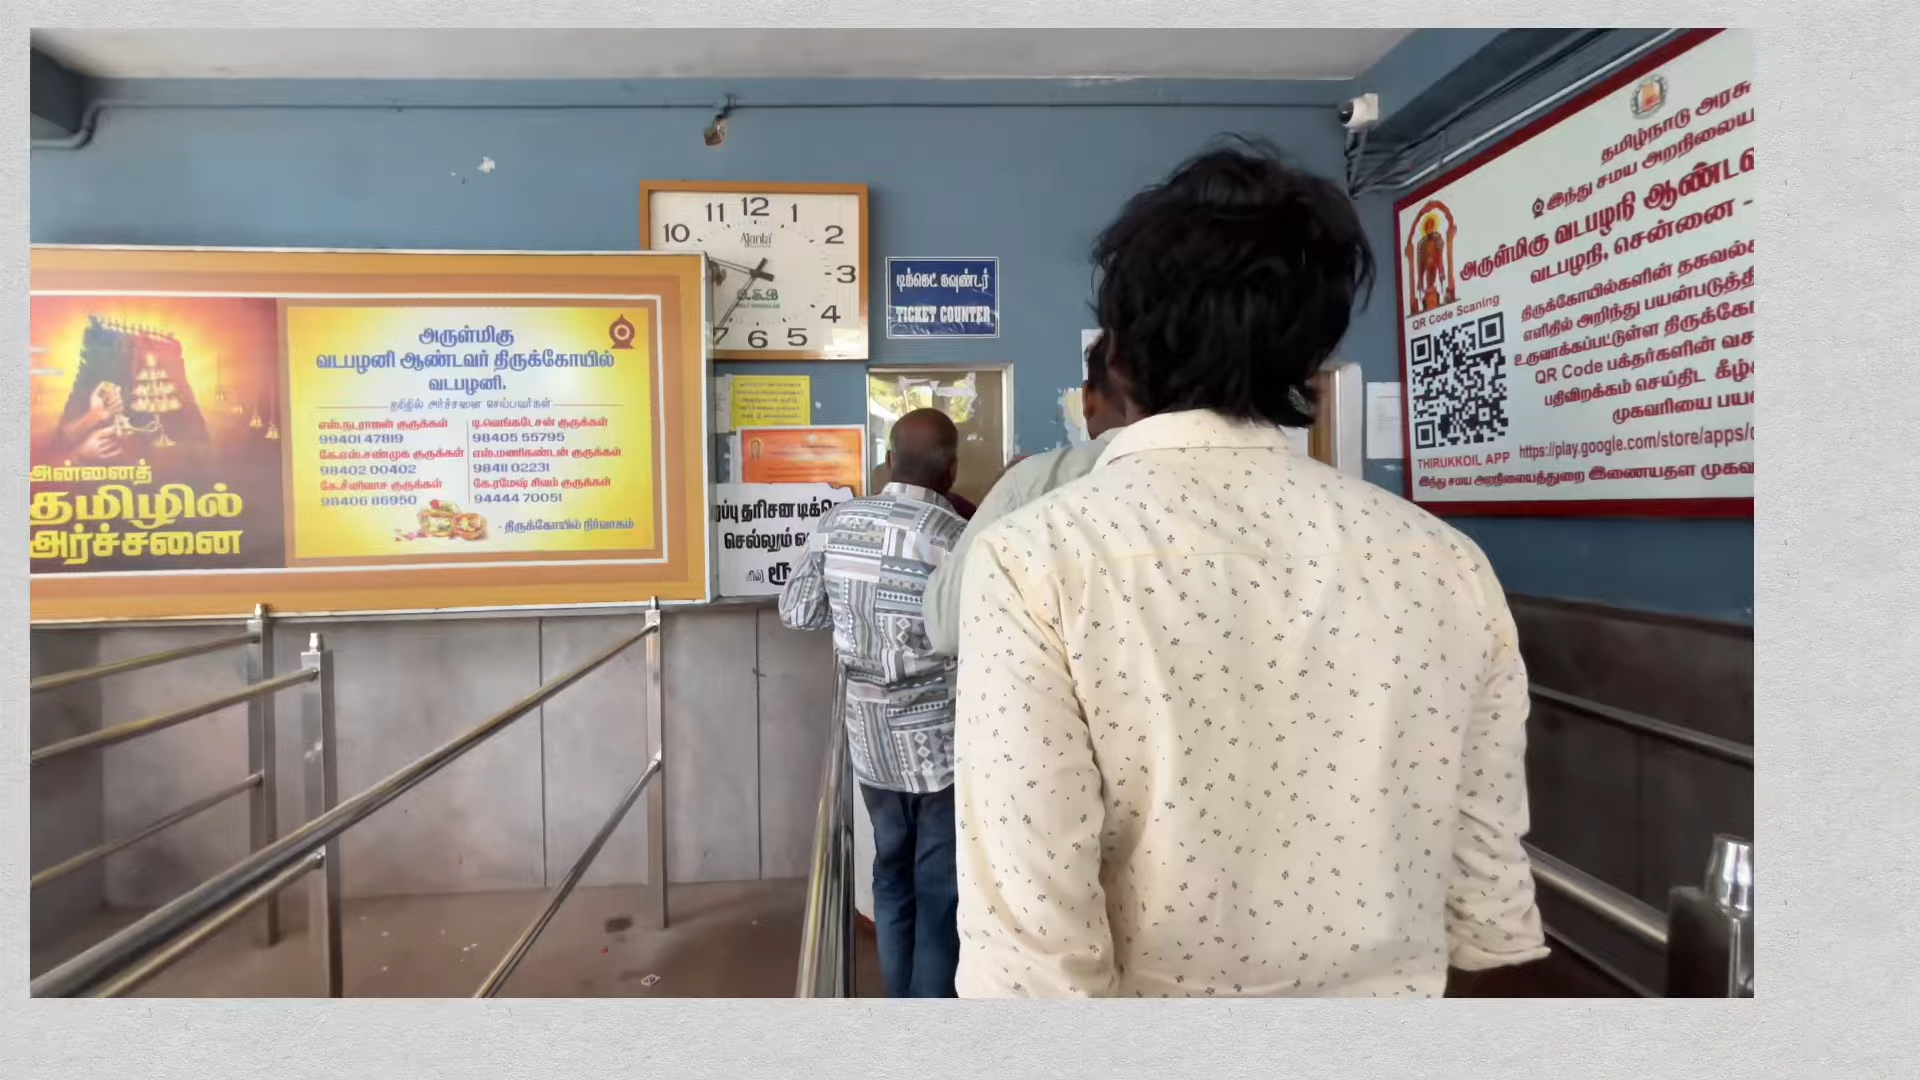 அன்னைத்
தமிழில்
அர்ச்சனை
அருள்மிகு
வடபழனி ஆண்டவர் திருக்கோயில்
வடபழனி.
தமிழில் அர்ச்சனை செய்பவர்கள்
எஸ்.நடராஜன் குருக்கள்
99401 47819
கே.எஸ்.சண்முக குருக்கள்
98402 00402
கே.சீனிவாச குருக்கள்
98406 86950
டி.வெங்கடேசன் குருக்கள்
98405 55795
எஸ்.மணிகண்டன் குருக்கள்
98411 02231
கே.ரமேஷ் சிவம் குருக்கள்
94444 70051
- திருக்கோயில் நிர்வாகம்
12
11 1
10 2
Ajanta
3
4
7 6 5
டிக்கெட் கவுண்டர்
TICKET COUNTER
தரிசன
செல்லும்
ரூ
தமிழ்நாடு அரசு
இந்து சமய அறநிலைய
அருள்மிகு வடபழநி ஆண்டவ
வடபழநி, சென்னை -
QR Code Scaning
திருக்கோயில்களின் தகவல்க
எளிதில் அறிந்து பயன்படுத்தி
உருவாக்கப்பட்டுள்ள திருக்கோ
QR Code பக்தர்களின் வச
பதிவிறக்கம் செய்திட கீழ்க
முகவரியை பய
THIRUKKOIL APP
https://play.google.com/store/apps/d
இந்து சமய அறநிலையத்துறை இணையதள முகவ